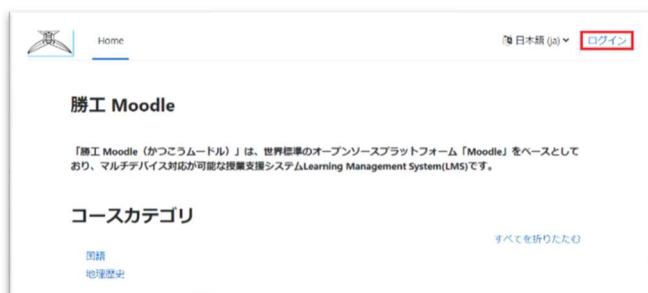 Home
日本語 (ja)
ログイン
勝工 Moodle
「勝工 Moodle（かつこうムードル）」は、世界標準のオープンソースプラットフォーム「Moodle」をベースとして
おり、マルチデバイス対応が可能な授業支援システムLearning Management System(LMS)です。
コースカテゴリ
すべてを折りたたむ
国語
地理歴史